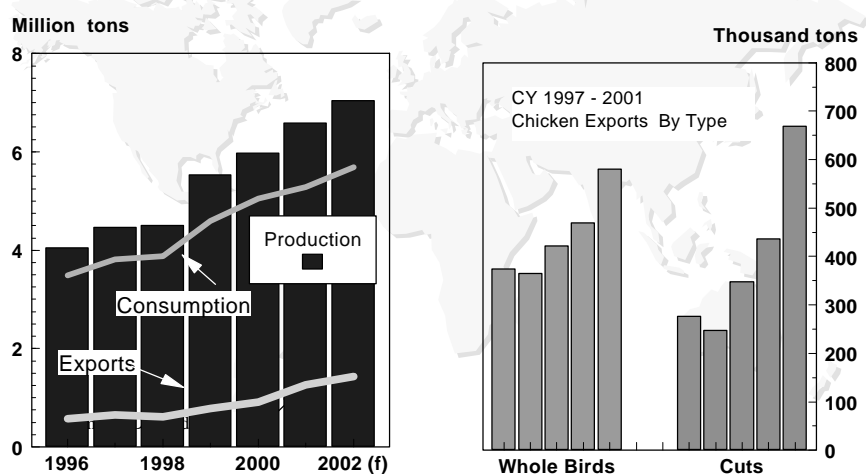 Million tons
8
6
4
2
0
Production
Consumption
Exports
1996
1998
2000
2002 (f)
Thousand tons
800
700
600
500
400
300
200
100
0
CY 1997 - 2001
Chicken Exports By Type
Whole Birds
Cuts